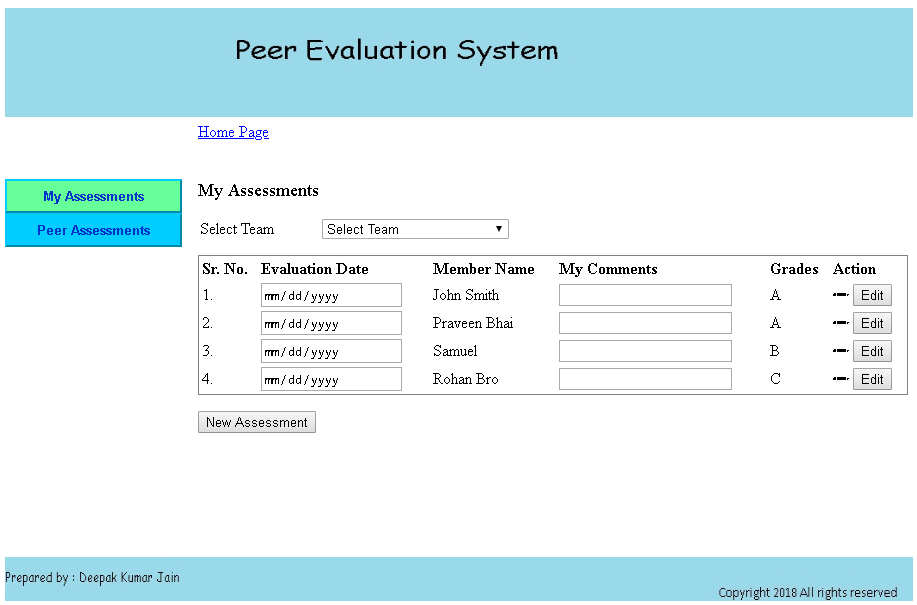 Peer Evaluation System
Home Page
My Assessments
Peer Assessments
My Assessments
Select Team Select Team
Sr. No. Evaluation Date Member Name My Comments Grades Action
1. mm/dd/yyyy John Smith A Edit
2. mm/dd/yyyy Praveen Bhai A Edit
3. mm/dd/yyyy Samuel B Edit
4. mm/dd/yyyy Rohan Bro C Edit
New Assessment
Prepared by : Deepak Kumar Jain
Copyright 2018 All rights reserved